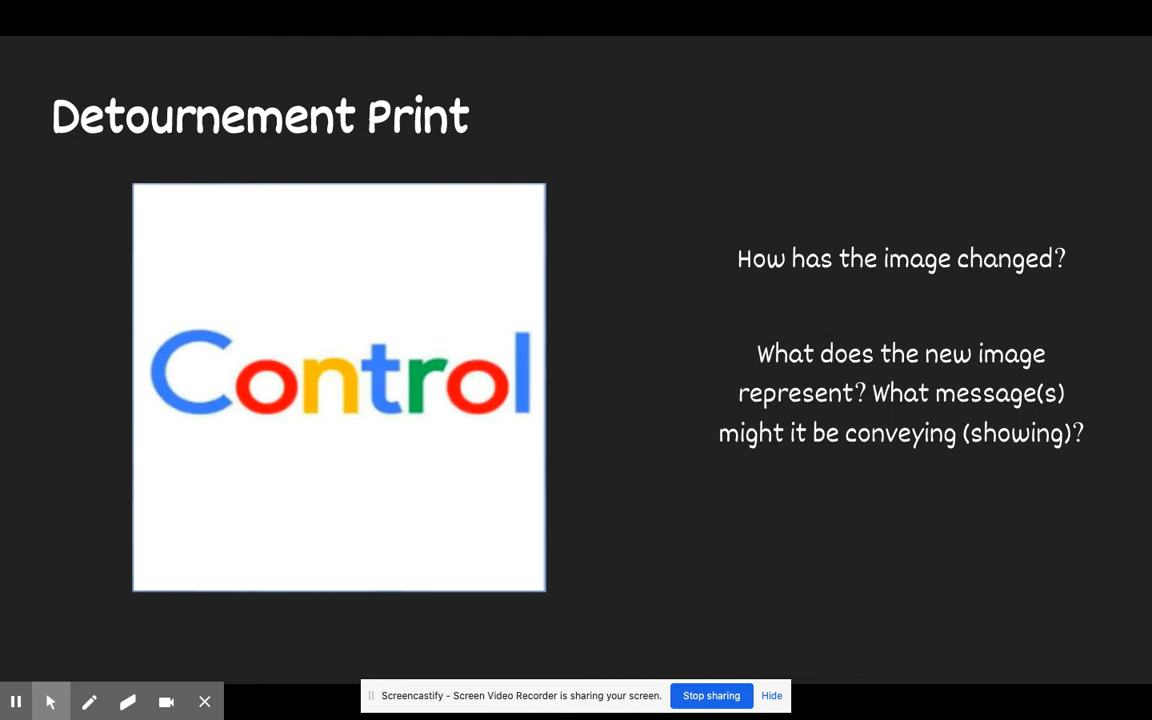 Detournement Print
Control
How has the image changed?
What does the new image
represent? What message(s)
might it be conveying (showing)?
Screencastify - Screen Video Recorder is sharing your screen.
Stop sharing
Hide